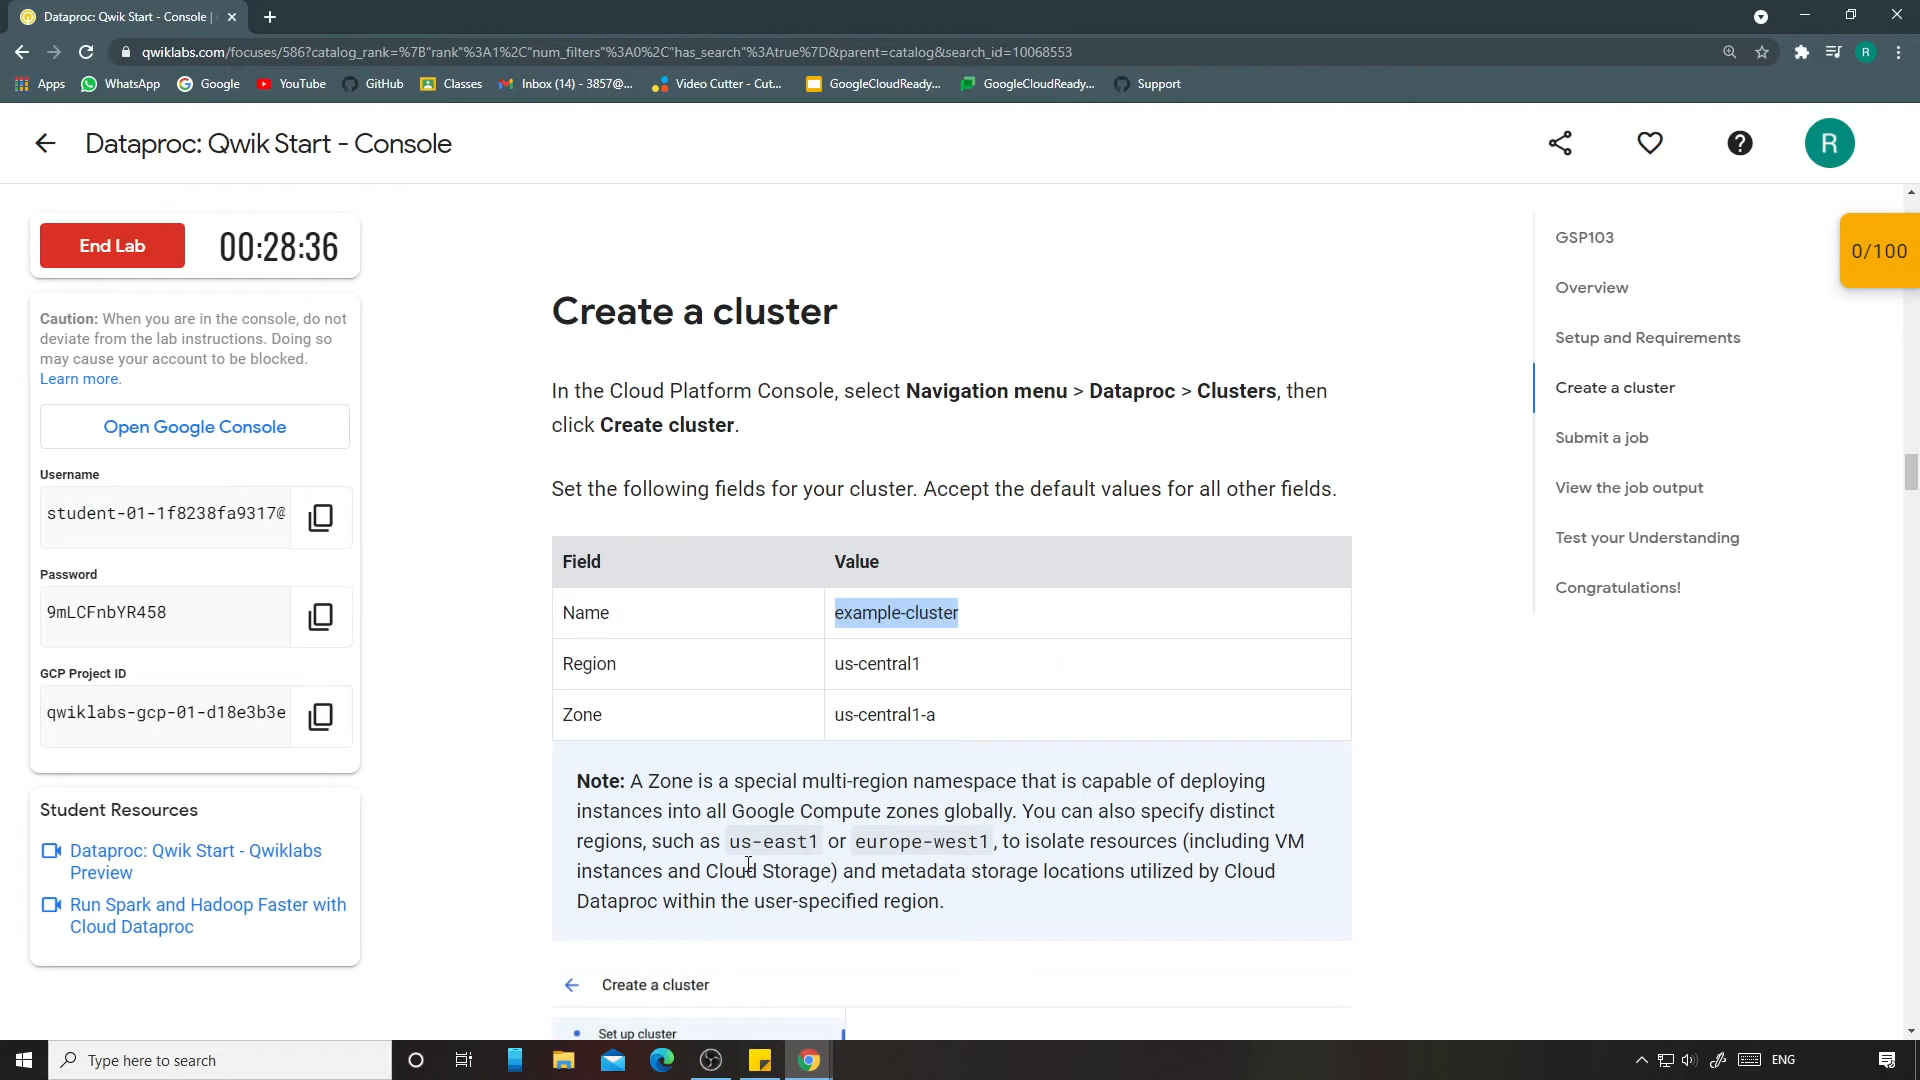 Dataproc: Qwik Start - Console |
qwiklabs.com/focuses/586?catalog_rank=%7B"rank"%3A1%2C"num_filters"%3A0%2C"has_search"%3Atrue%7D&parent=catalog&search_id=10068553
R
Apps WhatsApp Google YouTube GitHub Classes Inbox (14) - 3857@... Video Cutter - Cut... GoogleCloudReady... GoogleCloudReady... Support
Dataproc: Qwik Start - Console
R
End Lab 00:28:36
Caution: When you are in the console, do not
deviate from the lab instructions. Doing so
may cause your account to be blocked.
Learn more.
Open Google Console
Username
student-01-1f8238fa9317@
Password
9mLCFnbYR458
GCP Project ID
qwiklabs-gcp-01-d18e3b3e
Student Resources
Dataproc: Qwik Start - Qwiklabs
Preview
Run Spark and Hadoop Faster with
Cloud Dataproc
Create a cluster
In the Cloud Platform Console, select Navigation menu > Dataproc > Clusters, then
click Create cluster.
Set the following fields for your cluster. Accept the default values for all other fields.
Field Value
Name example-cluster
Region us-central1
Zone us-central1-a
Note: A Zone is a special multi-region namespace that is capable of deploying
instances into all Google Compute zones globally. You can also specify distinct
regions, such as us-east1 or europe-west1, to isolate resources (including VM
instances and Cloud Storage) and metadata storage locations utilized by Cloud
Dataproc within the user-specified region.
Create a cluster
Set up cluster
GSP103
Overview
Setup and Requirements
Create a cluster
Submit a job
View the job output
Test your Understanding
Congratulations!
0/100
Type here to search
ENG